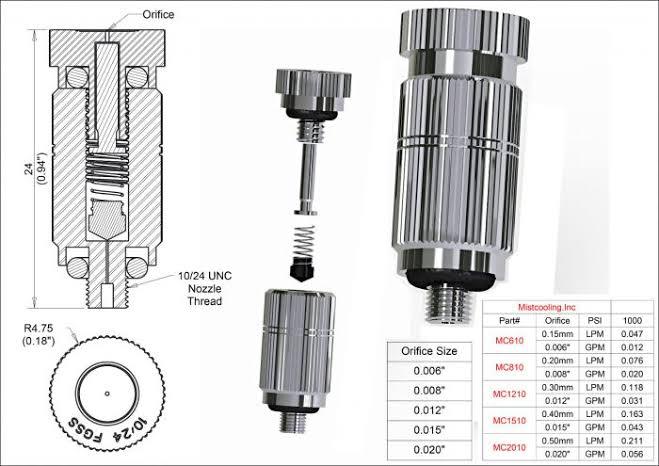 Orifice
24
(0.94")
10/24 UNC
Nozzle
Thread
R4.75
(0.18")
10/24 FGSS
Orifice Size
0.006"
0.008"
0.012"
0.015"
0.020"
Mistcooling.Inc
Part# Orifice PSI 1000
MC610 0.15mm LPM 0.047
0.006" GPM 0.012
MC810 0.20mm LPM 0.076
0.008" GPM 0.020
MC1210 0.30mm LPM 0.118
0.012" GPM 0.031
MC1510 0.40mm LPM 0.163
0.015" GPM 0.043
MC2010 0.50mm LPM 0.211
0.020" GPM 0.056